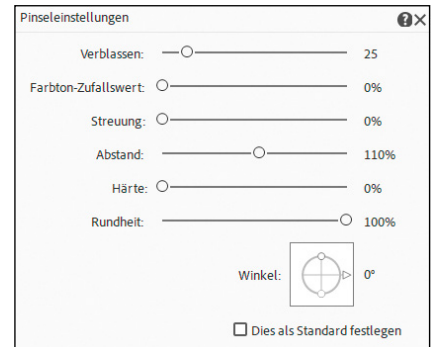 Pinseleinstellungen
Verblassen: 25
Farbton-Zufallswert: 0%
Streuung: 0%
Abstand: 110%
Härte: 0%
Rundheit: 100%
Winkel: 0°
Dies als Standard festlegen